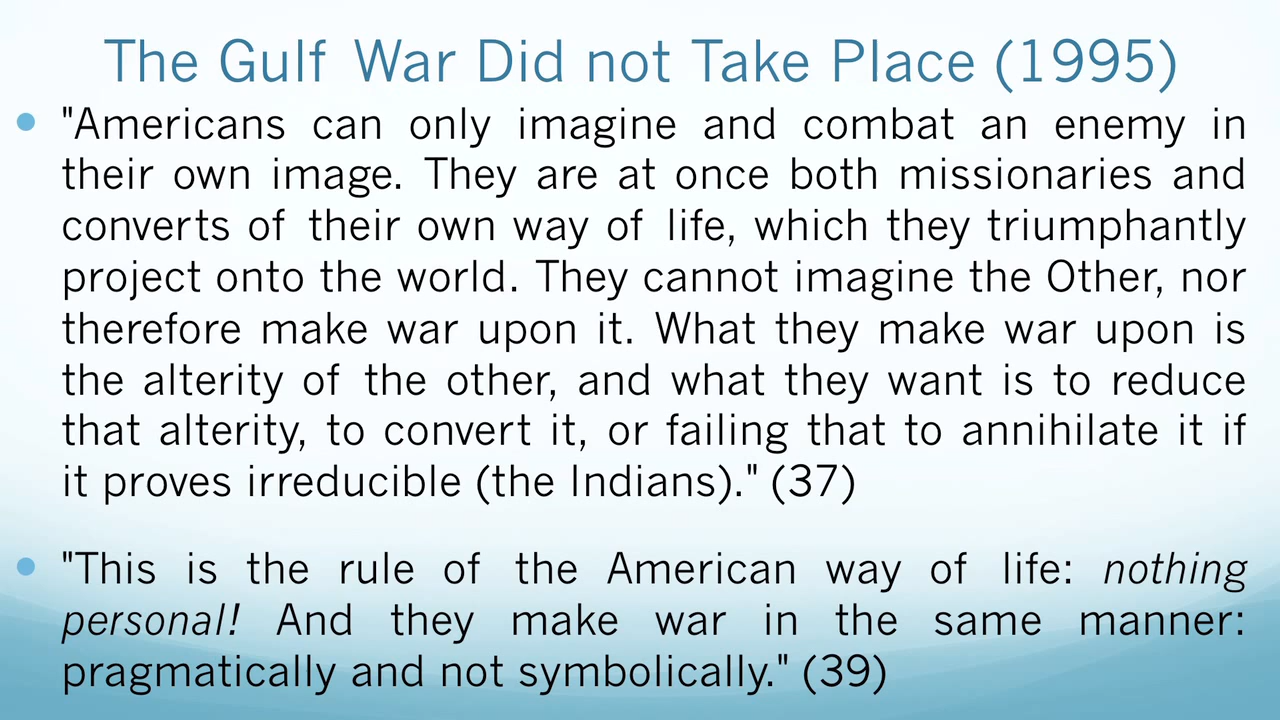 The Gulf War Did not Take Place (1995)
• "Americans can only imagine and combat an enemy in
their own image. They are at once both missionaries and
converts of their own way of life, which they triumphantly
project onto the world. They cannot imagine the Other, nor
therefore make war upon it. What they make war upon is
the alterity of the other, and what they want is to reduce
that alterity, to convert it, or failing that to annihilate it if
it proves irreducible (the Indians)." (37)
• "This is the rule of the American way of life: nothing
personal! And they make war in the same manner:
pragmatically and not symbolically." (39)